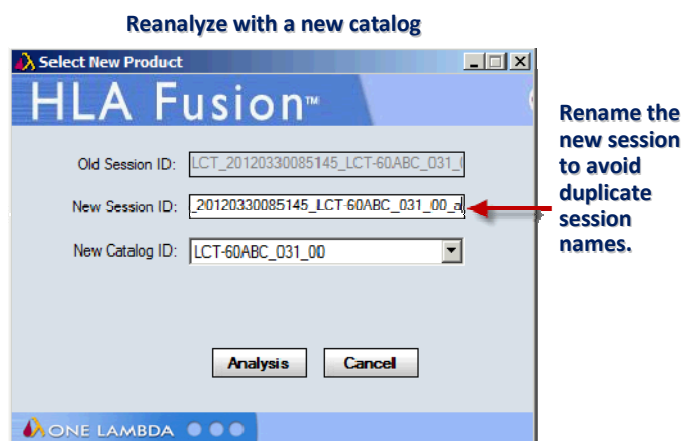 Reanalyze with a new catalog
Select New Product
HLA Fusion™
Rename the
new session
to avoid
duplicate
session
names.
Old Session ID: LCT_20120330085145_LCT-60ABC_031_(
New Session ID: _20120330085145_LCT-60ABC_031_00_a
New Catalog ID: LCT-60ABC_031_00
Analysis Cancel
ONE LAMBDA